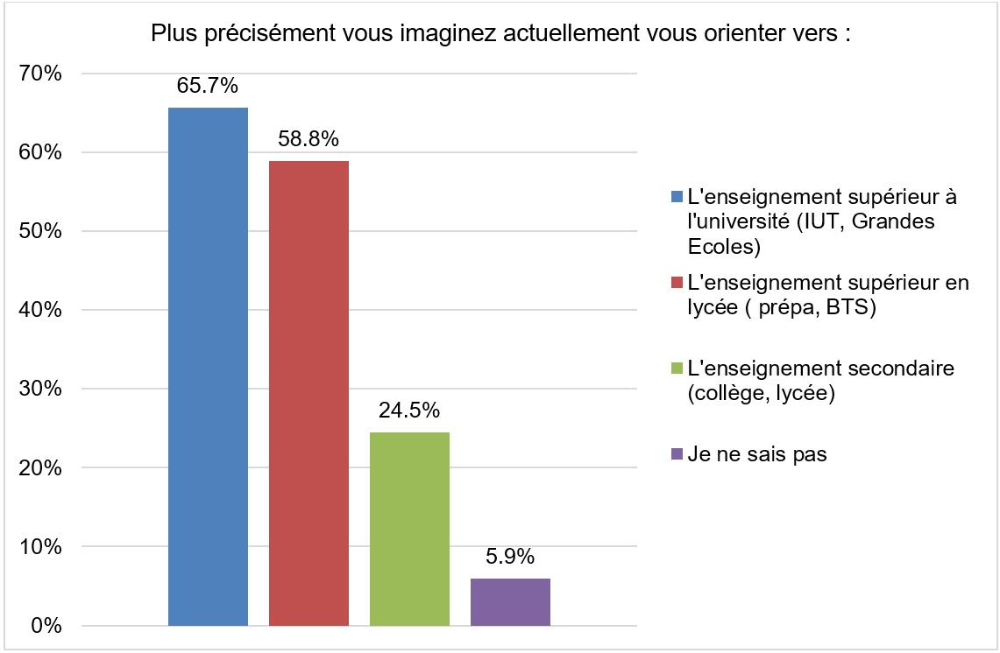 Plus précisément vous imaginez actuellement vous orienter vers :
70%
60%
50%
40%
30%
20%
10%
0%
65.7%
58.8%
24.5%
5.9%
L'enseignement supérieur à
l'université (IUT, Grandes
Ecoles)
L'enseignement supérieur en
lycée ( prépa, BTS)
L'enseignement secondaire
(collège, lycée)
Je ne sais pas